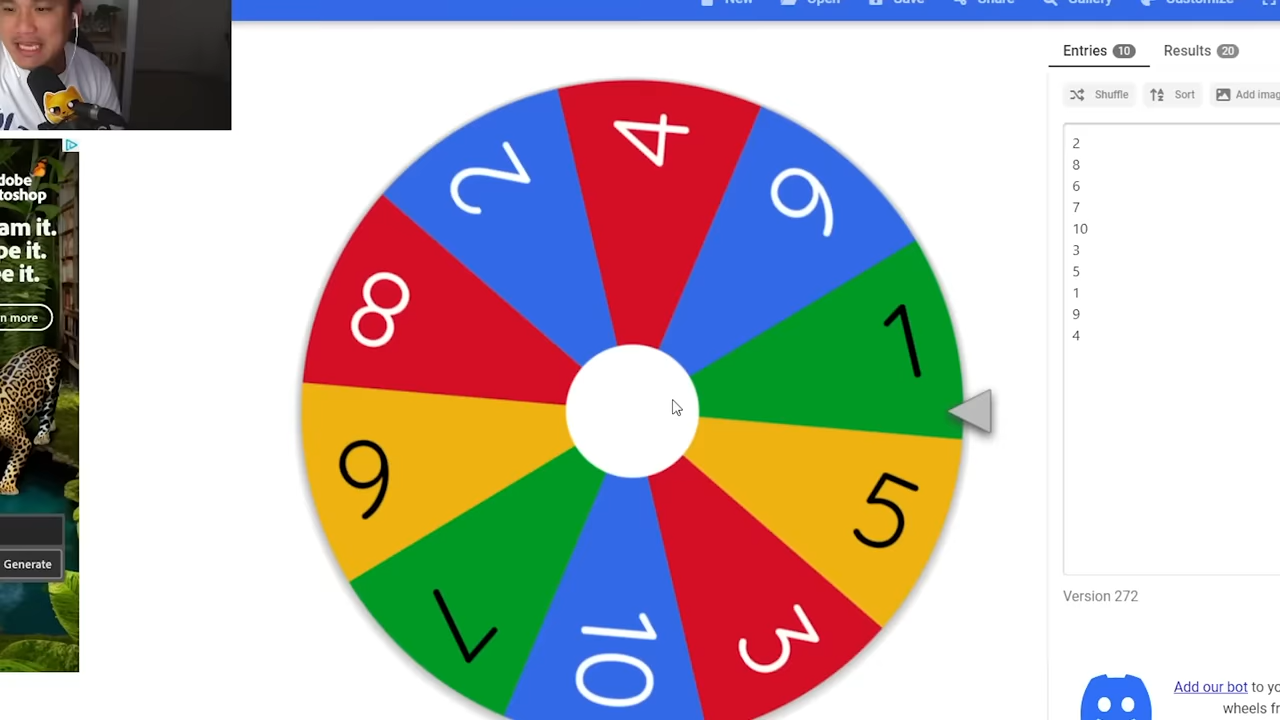 New Open Save Share Gallery Customize
Entries 10 Results 20
Shuffle Sort Add imag
2
8
6
7
10
3
5
1
9
4
Version 272
Add our bot to yo
wheels fr
dobe
toshop
am it.
be it.
e it.
n more
Generate
4
9
1
5
3
10
7
6
8
2